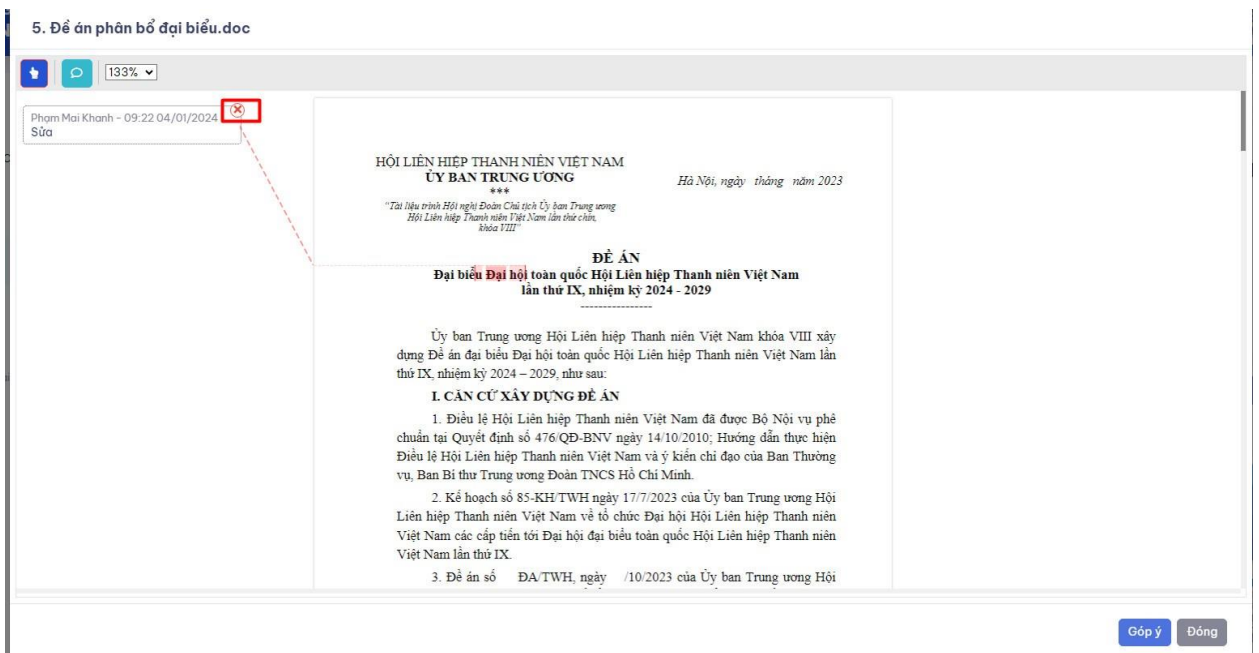 5. Đề án phân bổ đại biểu.doc
133%
Phạm Mai Khanh - 09:22 04/01/2024
Sửa
HỘI LIÊN HIỆP THANH NIÊN VIỆT NAM
ỦY BAN TRUNG ƯƠNG
***
Hà Nội, ngày tháng năm 2023
"Tài liệu trình Hội nghị Đoàn Chủ tịch Ủy ban Trung ương
Hội Liên hiệp Thanh niên Việt Nam lần thứ chín,
khóa VIII"
ĐỀ ÁN
Đại biểu Đại hội toàn quốc Hội Liên hiệp Thanh niên Việt Nam
lần thứ IX, nhiệm kỳ 2024 - 2029
----------------
Ủy ban Trung ương Hội Liên hiệp Thanh niên Việt Nam khóa VIII xây
dựng Đề án đại biểu Đại hội toàn quốc Hội Liên hiệp Thanh niên Việt Nam lần
thứ IX, nhiệm kỳ 2024 – 2029, như sau:
I. CĂN CỨ XÂY DỰNG ĐỀ ÁN
1. Điều lệ Hội Liên hiệp Thanh niên Việt Nam đã được Bộ Nội vụ phê
chuẩn tại Quyết định số 476/QĐ-BNV ngày 14/10/2010; Hướng dẫn thực hiện
Điều lệ Hội Liên hiệp Thanh niên Việt Nam và ý kiến chỉ đạo của Ban Thường
vụ, Ban Bí thư Trung ương Đoàn TNCS Hồ Chí Minh.
2. Kế hoạch số 85-KH/TWH ngày 17/7/2023 của Ủy ban Trung ương Hội
Liên hiệp Thanh niên Việt Nam về tổ chức Đại hội Hội Liên hiệp Thanh niên
Việt Nam các cấp tiến tới Đại hội đại biểu toàn quốc Hội Liên hiệp Thanh niên
Việt Nam lần thứ IX.
3. Đề án số ĐA/TWH, ngày /10/2023 của Ủy ban Trung ương Hội
Góp ý Đóng